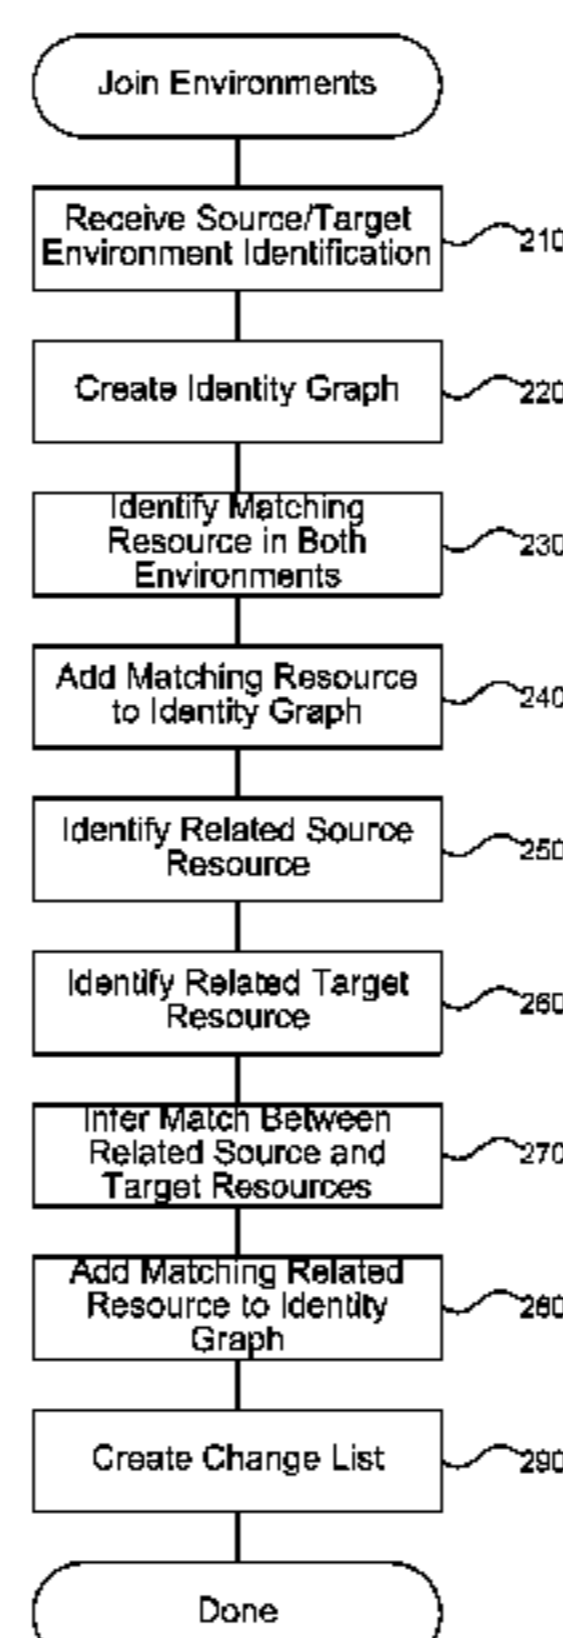 Join Environments
Receive Source/Target
Environment Identification
210
Create Identity Graph
220
Identify Matching
Resource in Both
Environments
230
Add Matching Resource
to Identity Graph
240
Identify Related Source
Resource
250
Identify Related Target
Resource
260
Infer Match Between
Related Source and
Target Resources
270
Add Matching Related
Resource to Identity
Graph
280
Create Change List
290
Done